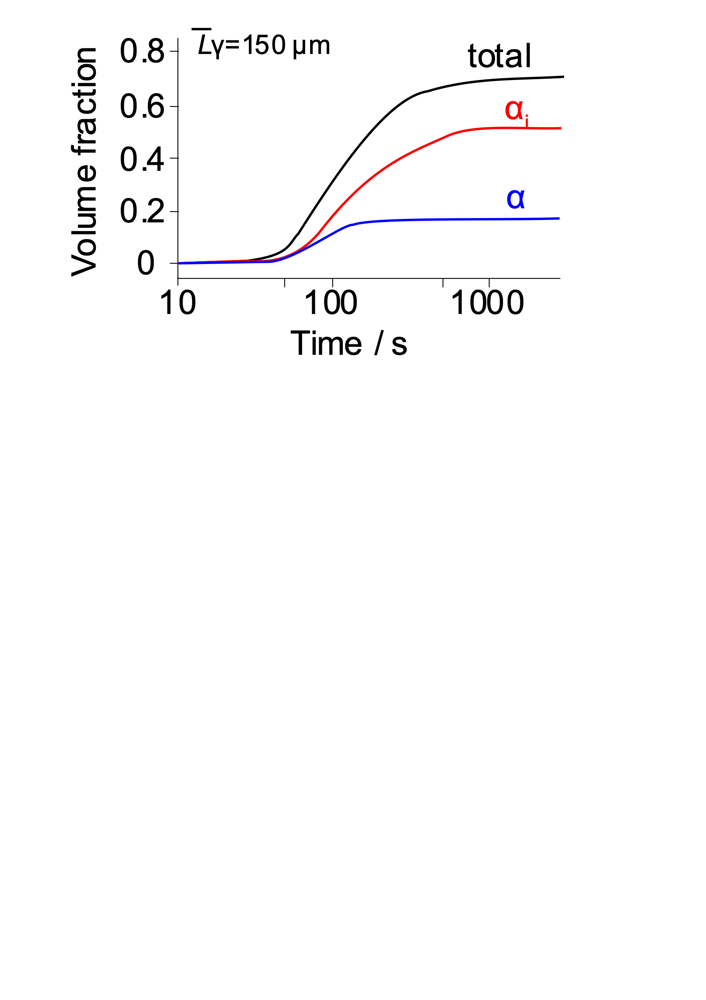 L̅γ=150 μm
total
αi
α
Volume fraction
0.8
0.6
0.4
0.2
0
10 100 1000
Time / s